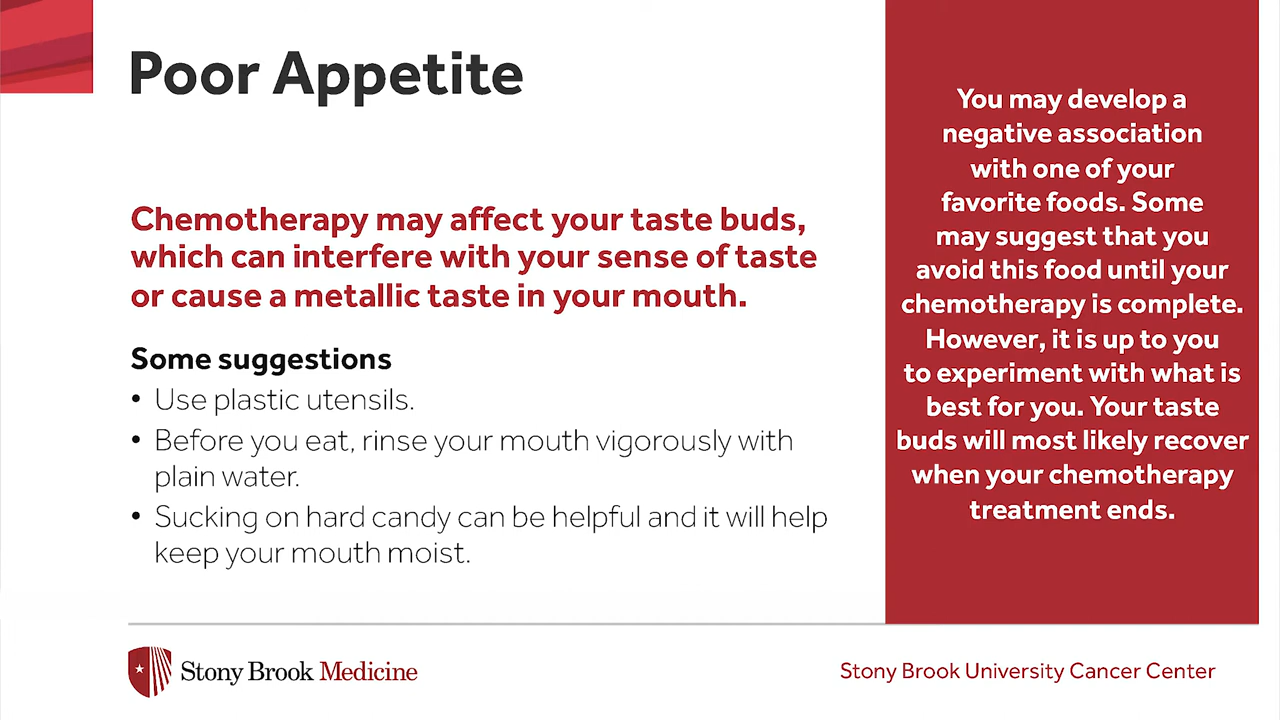 Poor Appetite
Chemotherapy may affect your taste buds,
which can interfere with your sense of taste
or cause a metallic taste in your mouth.
Some suggestions
• Use plastic utensils.
• Before you eat, rinse your mouth vigorously with
plain water.
• Sucking on hard candy can be helpful and it will help
keep your mouth moist.
You may develop a
negative association
with one of your
favorite foods. Some
may suggest that you
avoid this food until your
chemotherapy is complete.
However, it is up to you
to experiment with what is
best for you. Your taste
buds will most likely recover
when your chemotherapy
treatment ends.
Stony Brook Medicine
Stony Brook University Cancer Center